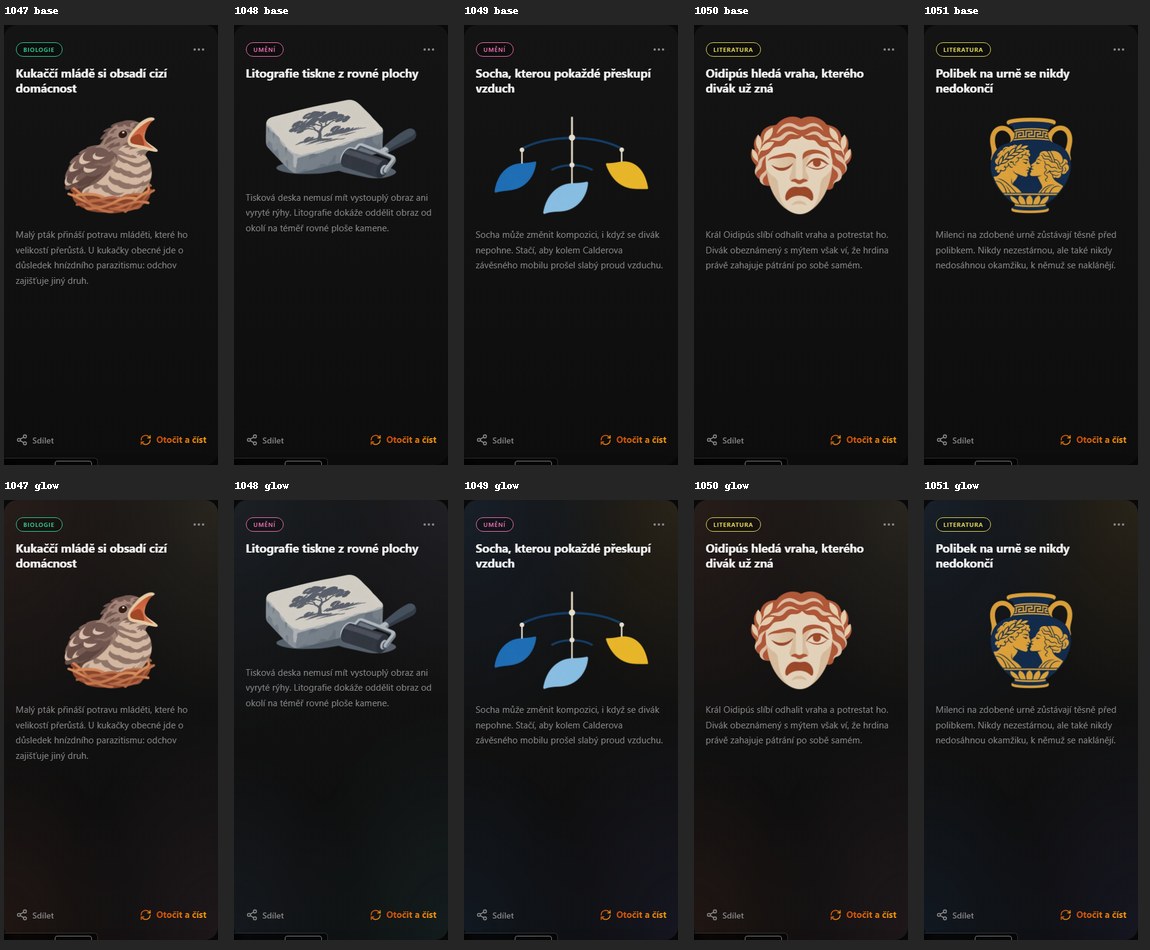 1047 base
BIOLOGIE
Kukaččí mládě si obsadí cizí
domácnost
Malý pták přináší potravu mláděti, které ho
velikostí přerůstá. U kukačky obecné jde o
důsledek hnízdního parazitismu: odchov
zajišťuje jiný druh.
Sdílet
Otočit a číst
1048 base
UMĚNÍ
Litografie tiskne z rovné plochy
Tisková deska nemusí mít vystouplý obraz ani
vyryté rýhy. Litografie dokáže oddělit obraz od
okolí na téměř rovné ploše kamene.
Sdílet
Otočit a číst
1049 base
UMĚNÍ
Socha, kterou pokaždé přeskupí
vzduch
Socha může změnit kompozici, i když se divák
nepohne. Stačí, aby kolem Calderova
závěsného mobilu prošel slabý proud vzduchu.
Sdílet
Otočit a číst
1050 base
LITERATURA
Oidipús hledá vraha, kterého
divák už zná
Král Oidipús slíbí odhalit vraha a potrestat ho.
Divák obeznámený s mýtem však ví, že hrdina
právě zahajuje pátrání po sobě samém.
Sdílet
Otočit a číst
1051 base
LITERATURA
Polibek na urně se nikdy
nedokončí
Milenci na zdobené urně zůstávají těsně před
polibkem. Nikdy nezestárnou, ale také nikdy
nedosáhnou okamžiku, k němuž se naklánějí.
Sdílet
Otočit a číst
1047 glow
BIOLOGIE
Kukaččí mládě si obsadí cizí
domácnost
Malý pták přináší potravu mláděti, které ho
velikostí přerůstá. U kukačky obecné jde o
důsledek hnízdního parazitismu: odchov
zajišťuje jiný druh.
Sdílet
Otočit a číst
1048 glow
UMĚNÍ
Litografie tiskne z rovné plochy
Tisková deska nemusí mít vystouplý obraz ani
vyryté rýhy. Litografie dokáže oddělit obraz od
okolí na téměř rovné ploše kamene.
Sdílet
Otočit a číst
1049 glow
UMĚNÍ
Socha, kterou pokaždé přeskupí
vzduch
Socha může změnit kompozici, i když se divák
nepohne. Stačí, aby kolem Calderova
závěsného mobilu prošel slabý proud vzduchu.
Sdílet
Otočit a číst
1050 glow
LITERATURA
Oidipús hledá vraha, kterého
divák už zná
Král Oidipús slíbí odhalit vraha a potrestat ho.
Divák obeznámený s mýtem však ví, že hrdina
právě zahajuje pátrání po sobě samém.
Sdílet
Otočit a číst
1051 glow
LITERATURA
Polibek na urně se nikdy
nedokončí
Milenci na zdobené urně zůstávají těsně před
polibkem. Nikdy nezestárnou, ale také nikdy
nedosáhnou okamžiku, k němuž se naklánějí.
Sdílet
Otočit a číst